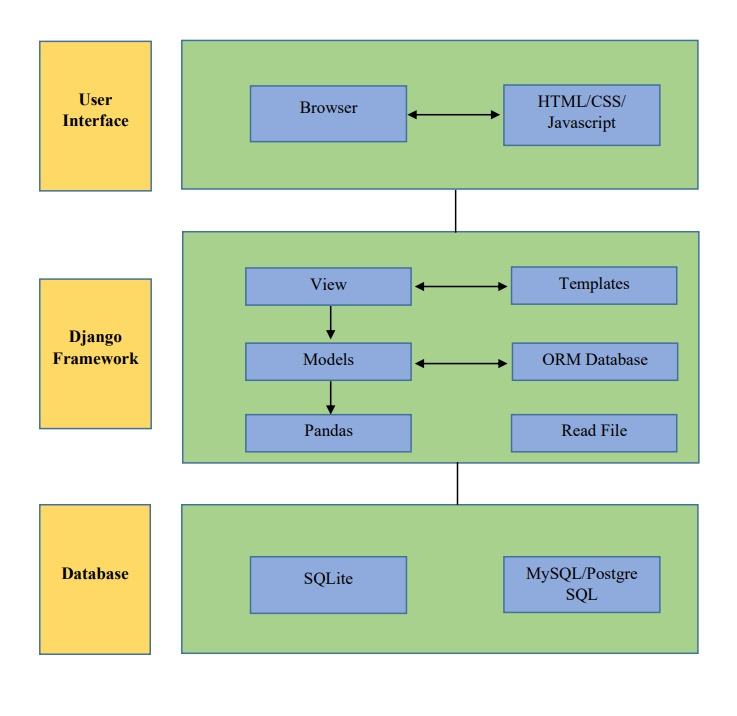 User
Interface
Browser
HTML/CSS/
Javascript
Django
Framework
View
Templates
Models
ORM Database
Pandas
Read File
Database
SQLite
MySQL/Postgre
SQL